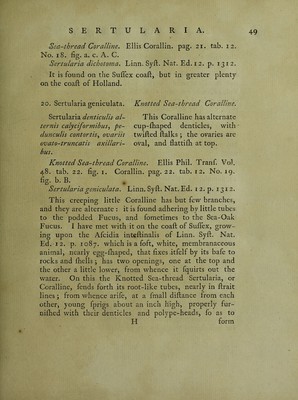 SERTULARIA. 49
Sea-thread Coralline. Ellis Corallin. pag. 21. tab. 12.
No. 18. fig. a. c. A. C.
Sertularia dichotoma. Linn. Syſt. Nat. Ed. 12. p. 1312.
It is found on the Suſſex coaſt, but in greater plenty
on the coaſt of Holland.
20. Sertularia geniculata. Knotted Sea-thread Coralline.
Sertularia denticulis al-
ternis calyciformibus, pe-
dunculis contortis, ovariis
ovato-truncatis axillari-
bus.
This Coralline has alternate
cup-ſhaped denticles, with
twiſted ſtalks; the ovaries are
oval, and flattiſh at top.
Knotted Sea-thread Coralline. Ellis Phil. Tranſ. Vol.
48. tab. 22. fig. 1. Corallin. pag. 22. tab. 12. No. 19.
fig. b. B.
Sertularia geniculata. Linn. Syſt. Nat. Ed. 12. p. 1312.
This creeping little Coralline has but few branches,
and they are alternate: it is found adhering by little tubes
to the podded Fucus, and ſometimes to the Sea-Oak
Fucus. I have met with it on the coaſt of Suſſex, grow-
ing upon the Aſcidia inteſtinalis of Linn. Syſt. Nat.
Ed. 12. p. 1087. which is a ſoft, white, membranaceous
animal, nearly egg-ſhaped, that fixes itſelf by its baſe to
rocks and ſhells; has two openings, one at the top and
the other a little lower, from whence it ſquirts out the
water. On this the Knotted Sea-thread Sertularia, or
Coralline, ſends forth its root-like tubes, nearly in ſtrait
lines; from whence ariſe, at a ſmall diſtance from each
other, young ſprigs about an inch high, properly fur-
niſhed with their denticles and polype-heads, ſo as to
H form